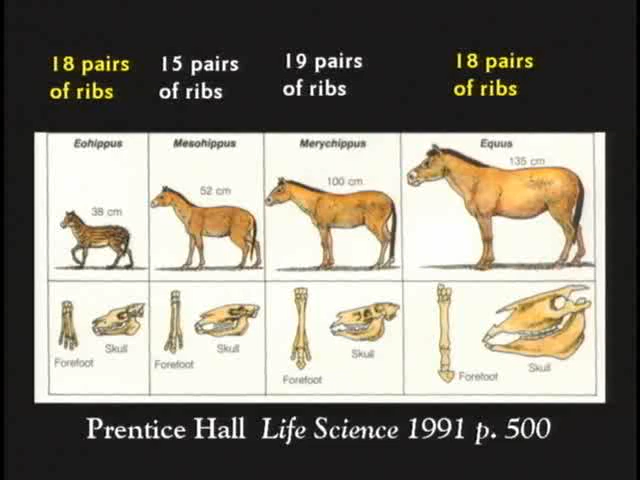 18 pairs
of ribs
15 pairs
of ribs
19 pairs
of ribs
18 pairs
of ribs
Eohippus
Mesohippus
Merychippus
Equus
38 cm
52 cm
100 cm
135 cm
Forefoot
Skull
Forefoot
Skull
Forefoot
Skull
Forefoot
Skull
Prentice Hall Life Science 1991 p. 500